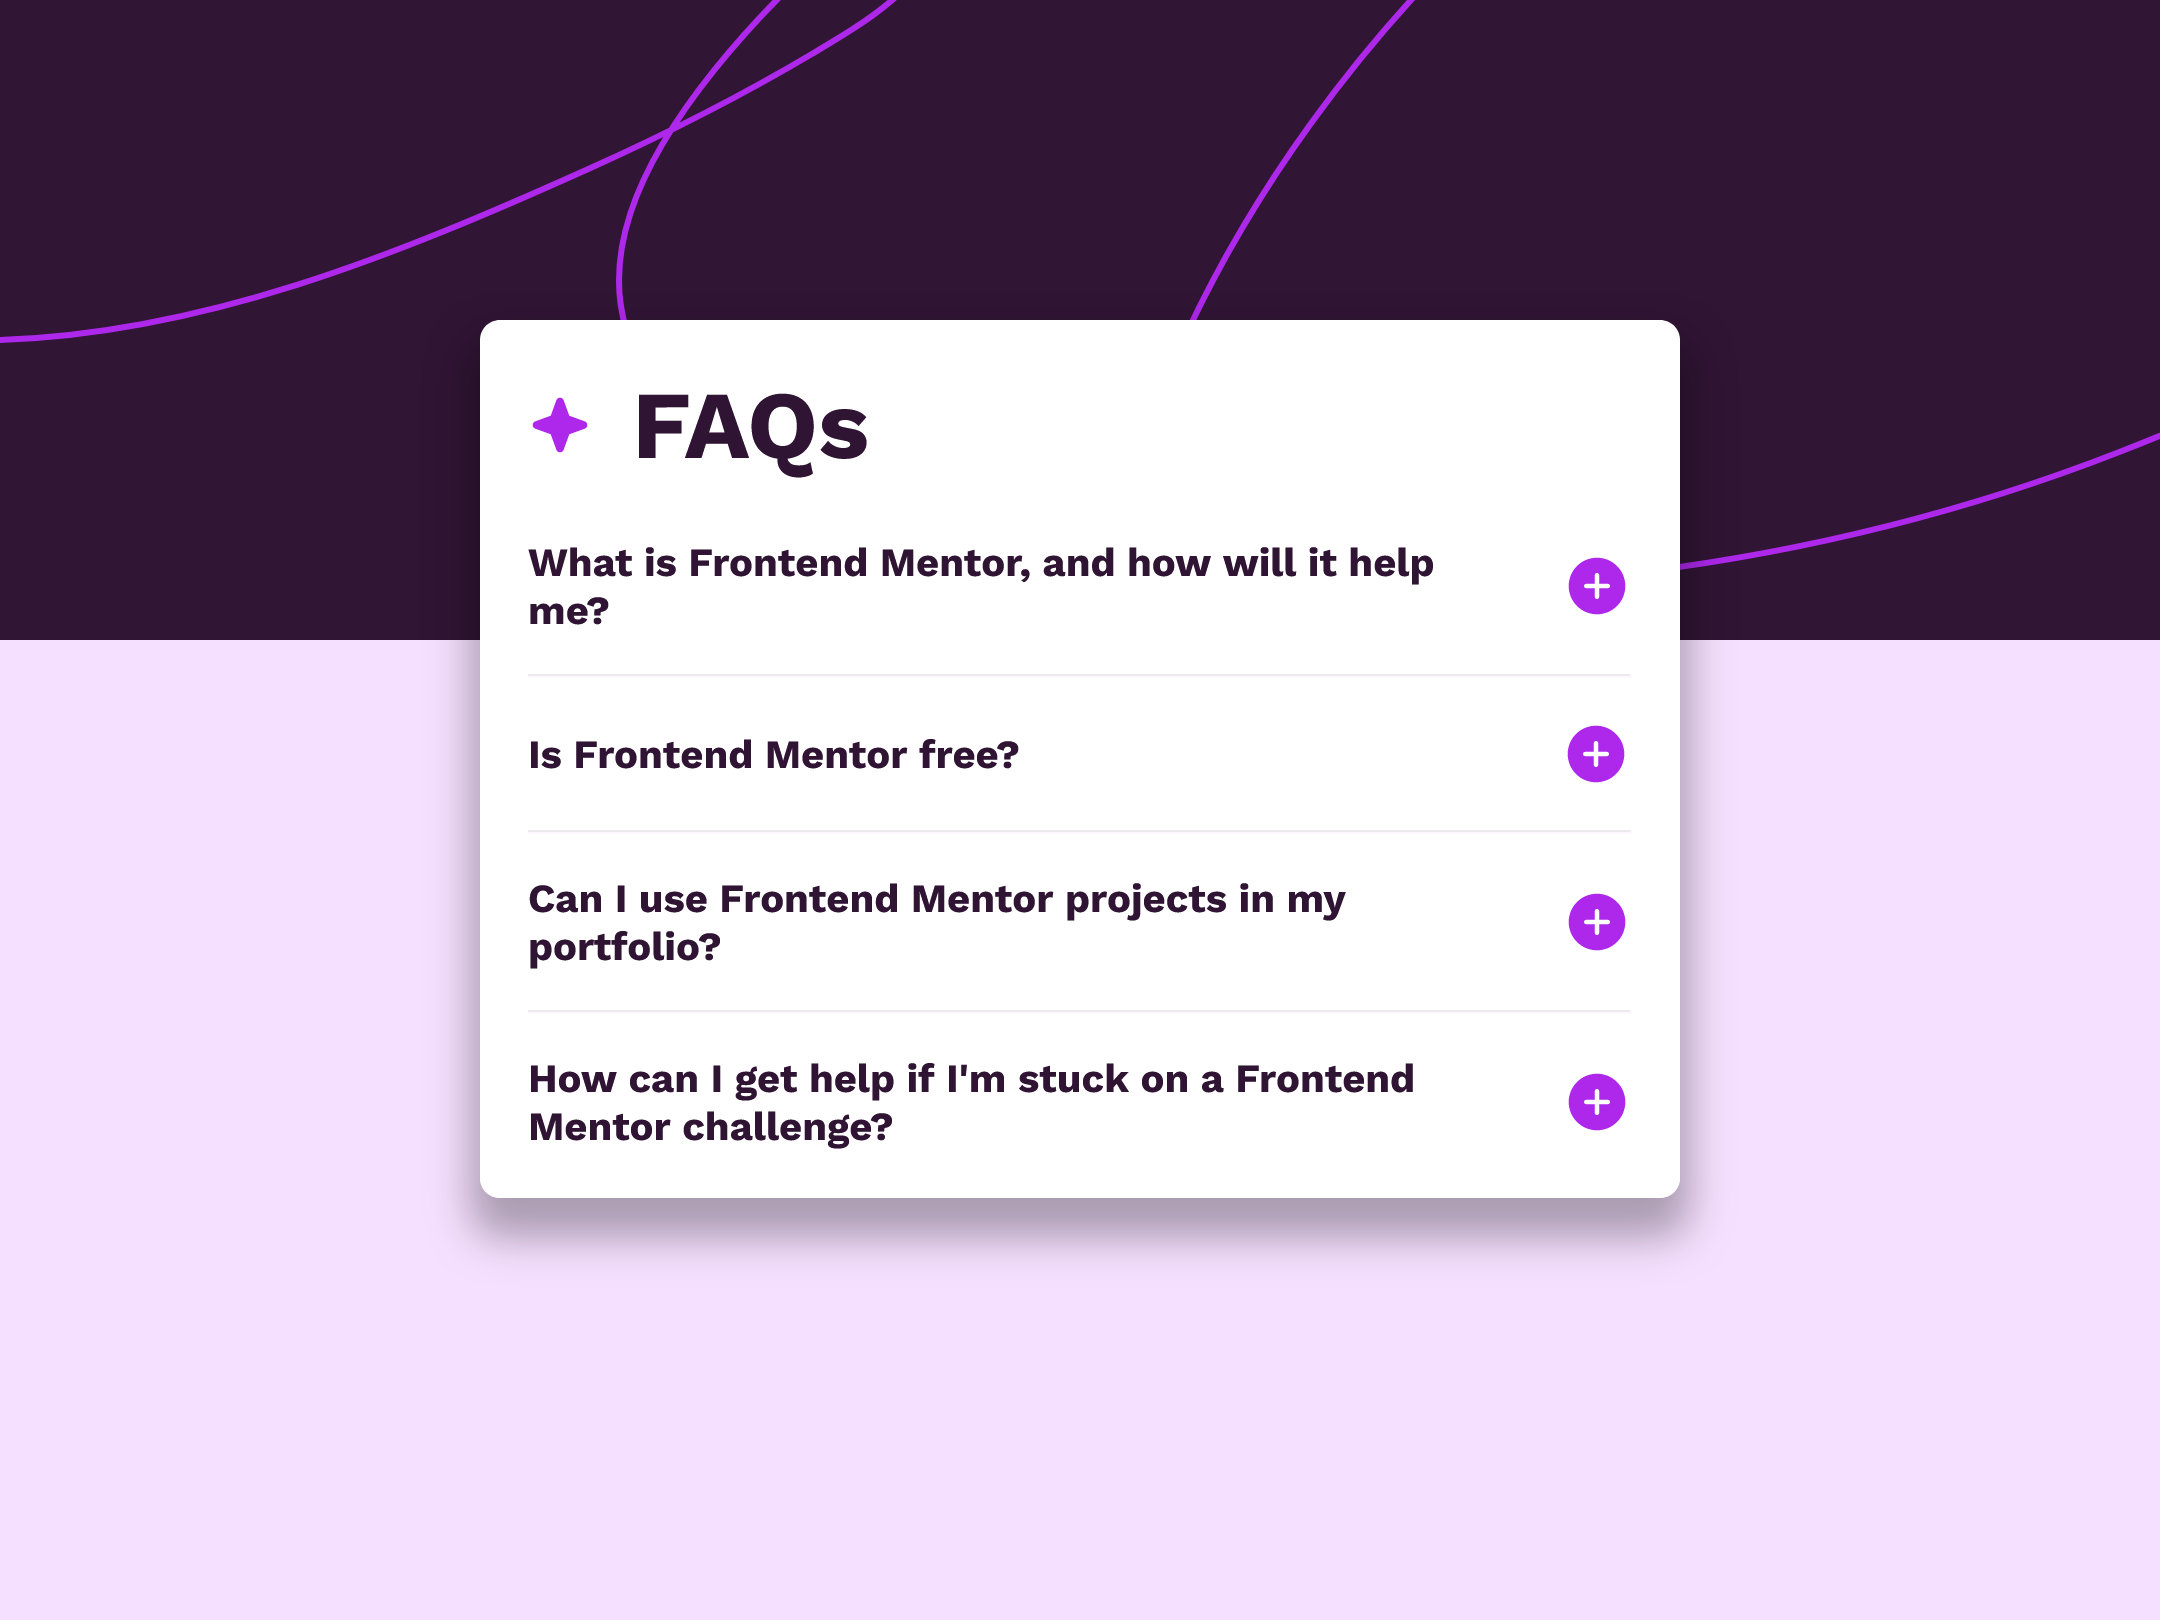 FAQs
What is Frontend Mentor, and how will it help
me?
Is Frontend Mentor free?
Can I use Frontend Mentor projects in my
portfolio?
How can I get help if I'm stuck on a Frontend
Mentor challenge?